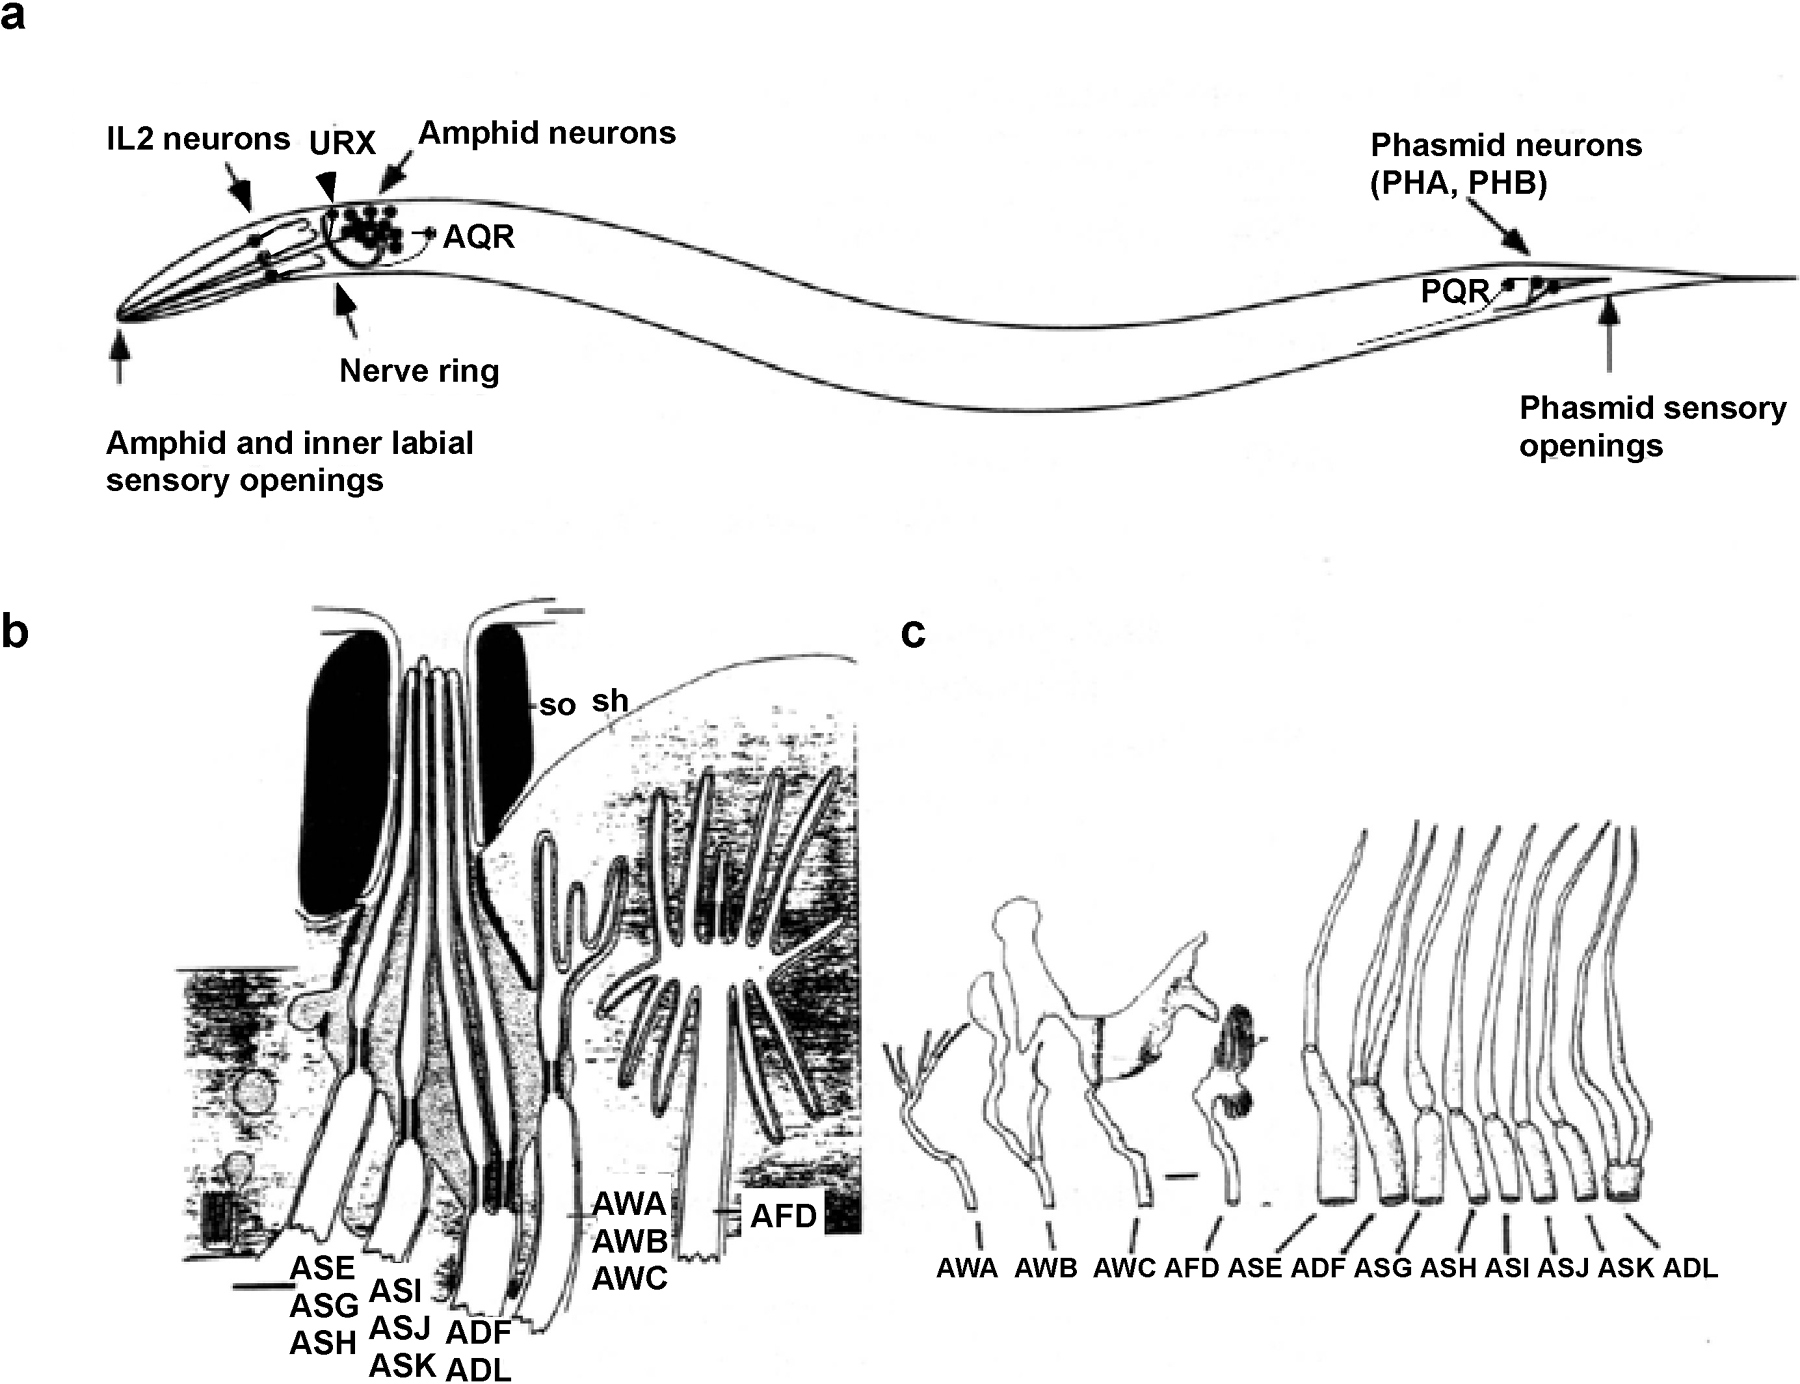 a
IL2 neurons
URX
Amphid neurons
AQR
Nerve ring
Amphid and inner labial
sensory openings
Phasmid neurons
(PHA, PHB)
PQR
Phasmid sensory
openings
b
so
sh
AWA
AWB
AWC
AFD
ASE
ASG
ASH
ASI
ASJ
ASK
ADF
ADL
c
AWA AWB AWC AFD ASE ADF ASG ASH ASI ASJ ASK ADL